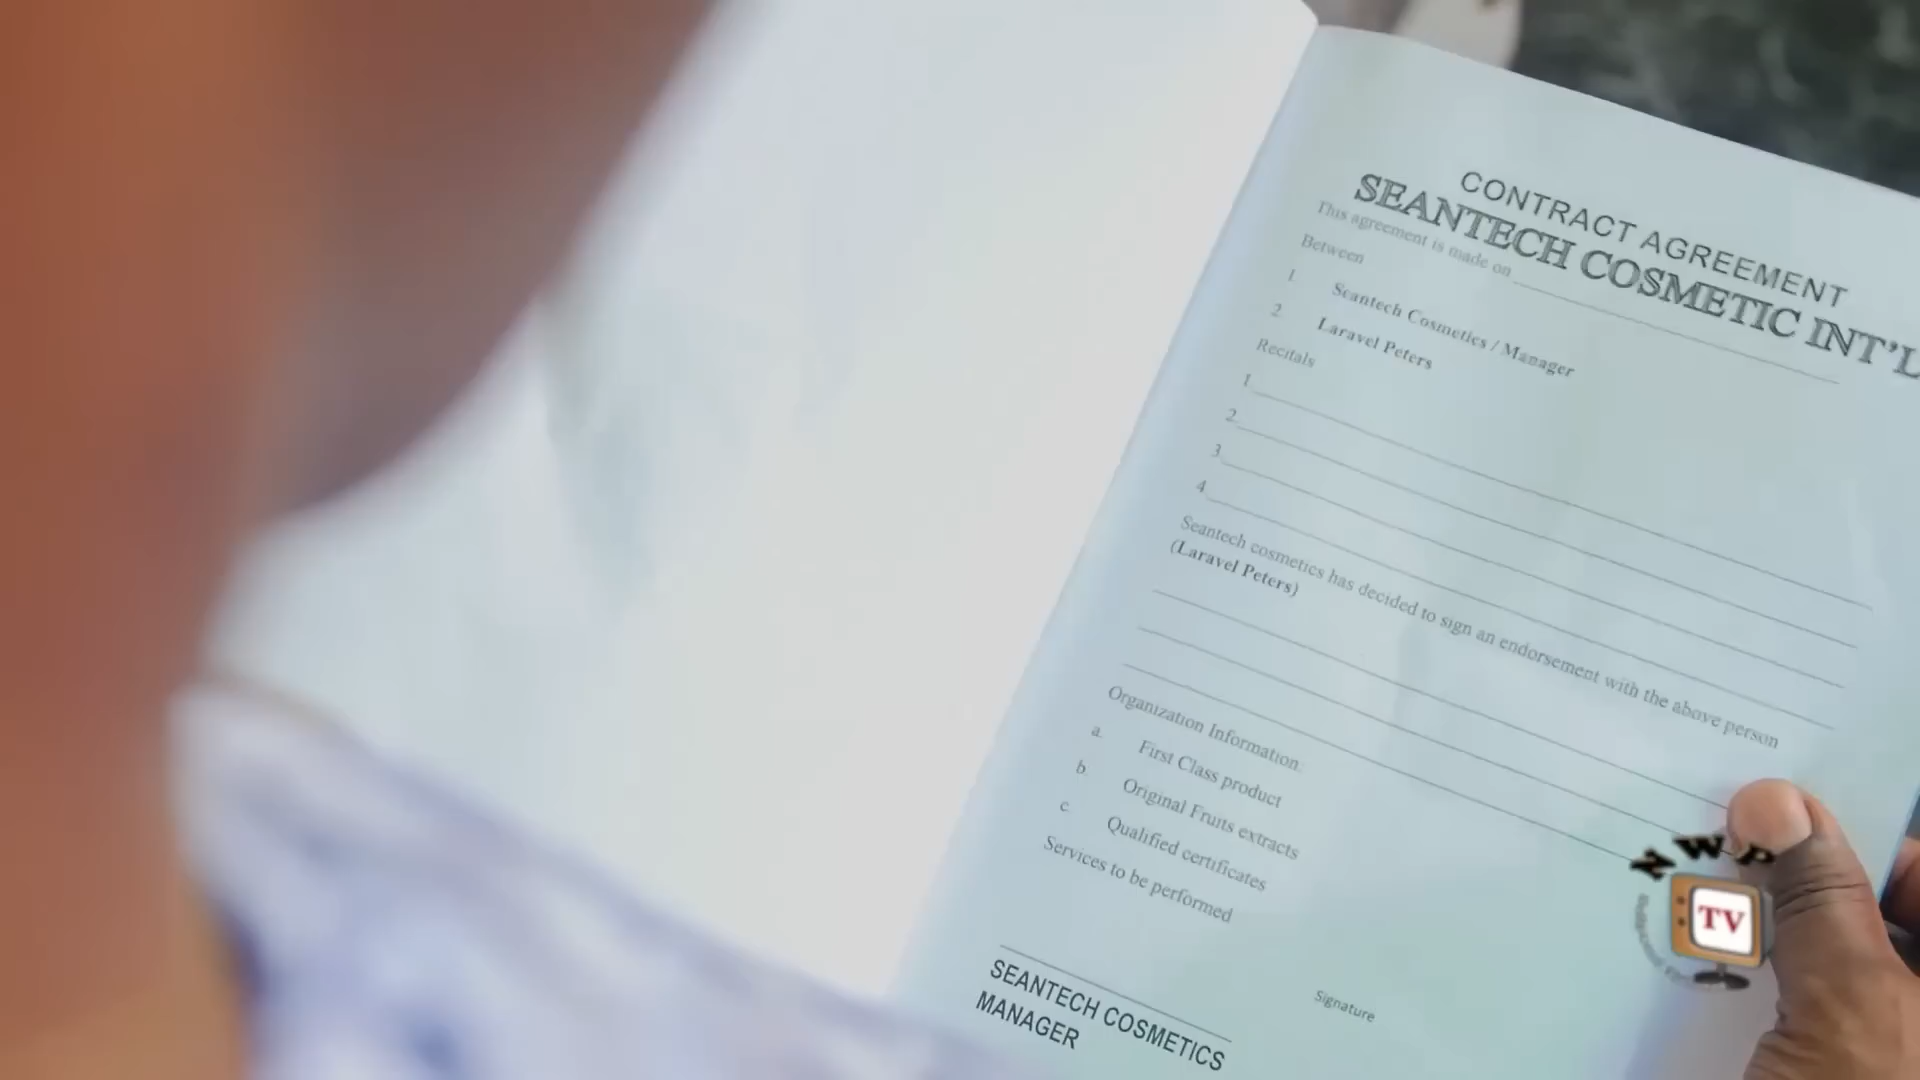 CONTRACT AGREEMENT
SEANTECH COSMETIC INT'L
This agreement is made on
Between
1. Seantech Cosmetics / Manager
2. Laravel Peters
Recitals
1.
2.
3.
4.
Seantech cosmetics has decided to sign an endorsement with the above person
(Laravel Peters)
Organization Information
a. First Class product
b. Original Fruits extracts
c. Qualified certificates
Services to be performed
SEANTECH COSMETICS
MANAGER
Signature
NWP
TV